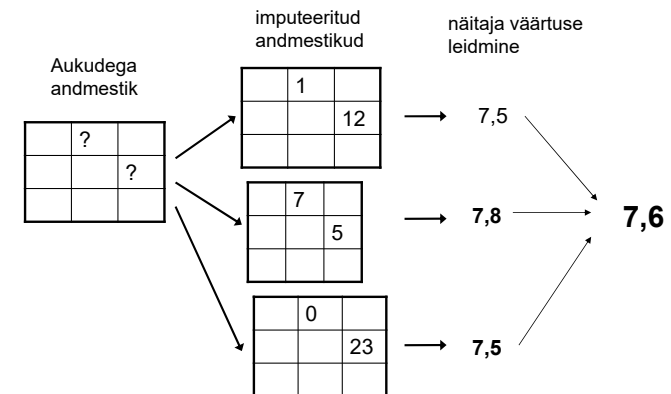 Aukudega
andmestik
?
?
imputeeritud
andmestikud
1
12
7
5
0
23
näitaja väärtuse
leidmine
7,5
7,8
7,5
7,6